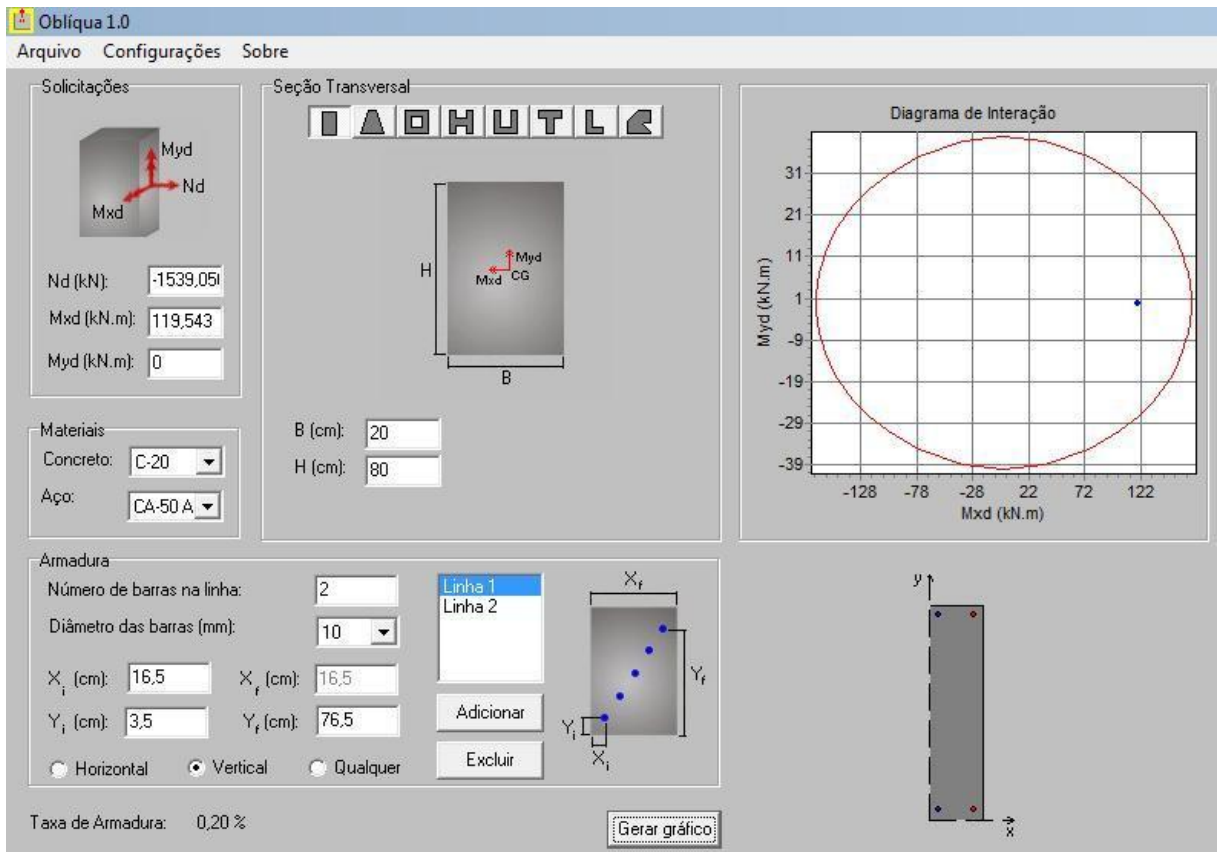 Oblíqua 1.0
Arquivo Configurações Sobre
Solicitações
Myd
Nd
Mxd
Nd (kN): -1539,050
Mxd (kN.m): 119,543
Myd (kN.m): 0
Materiais
Concreto: C-20
Aço: CA-50 A
Seção Transversal
H
Myd
Mxd CG
B
B (cm): 20
H (cm): 80
Diagrama de Interação
Myd (kN.m)
31
21
11
1
-9
-19
-29
-39
-128 -78 -28 22 72 122
Mxd (kN.m)
Armadura
Número de barras na linha: 2
Diâmetro das barras (mm): 10
Xi (cm): 16,5 Xf (cm): 16,5
Yi (cm): 3,5 Yf (cm): 76,5
Horizontal Vertical Qualquer
Linha 1
Linha 2
Adicionar
Excluir
Xf
Yf
Yi
Xi
Taxa de Armadura: 0,20 %
Gerar gráfico
y
x